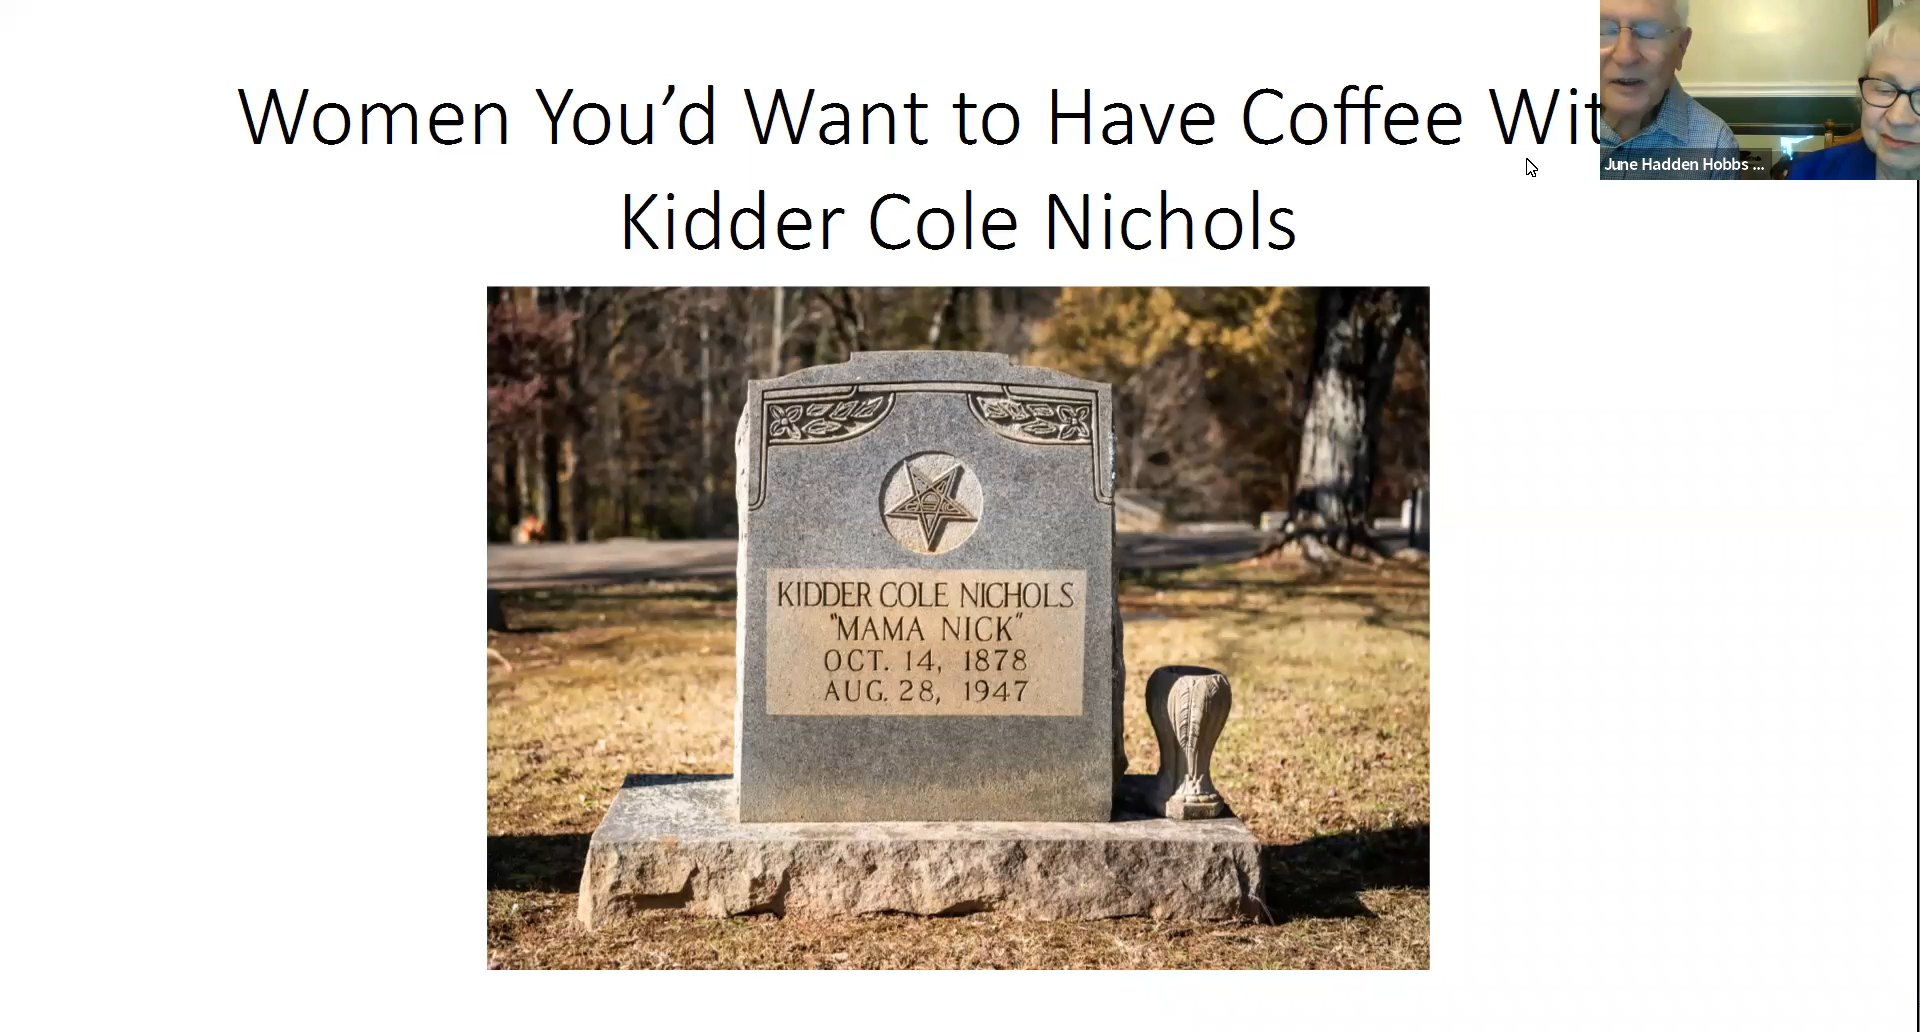 Women You’d Want to Have Coffee Wit
Kidder Cole Nichols
June Hadden Hobbs ...
KIDDER COLE NICHOLS
"MAMA NICK"
OCT. 14, 1878
AUG. 28, 1947